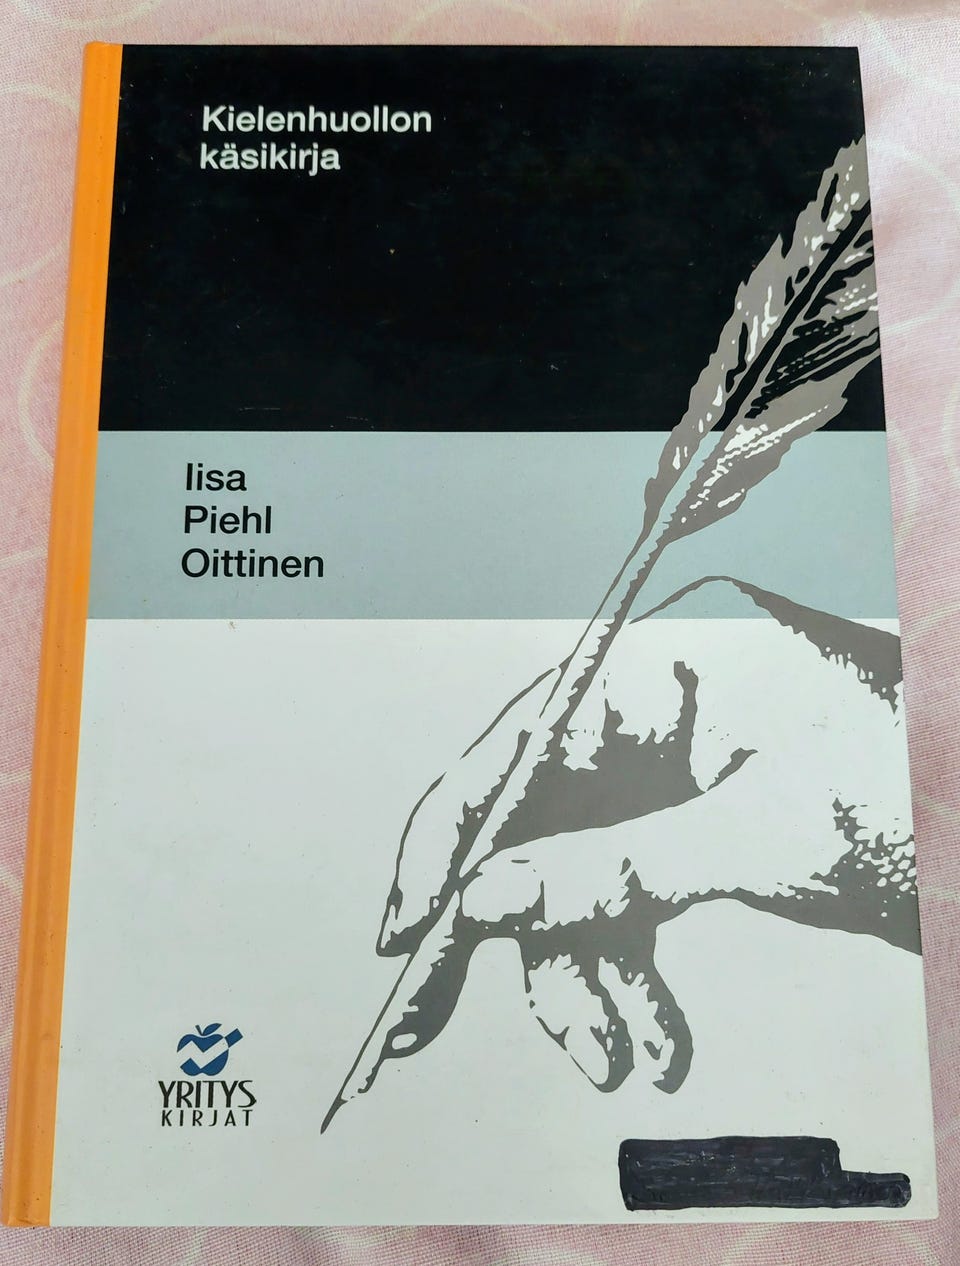 Kielenhuollon
käsikirja
Iisa
Piehl
Oittinen
YRITYS
KIRJAT